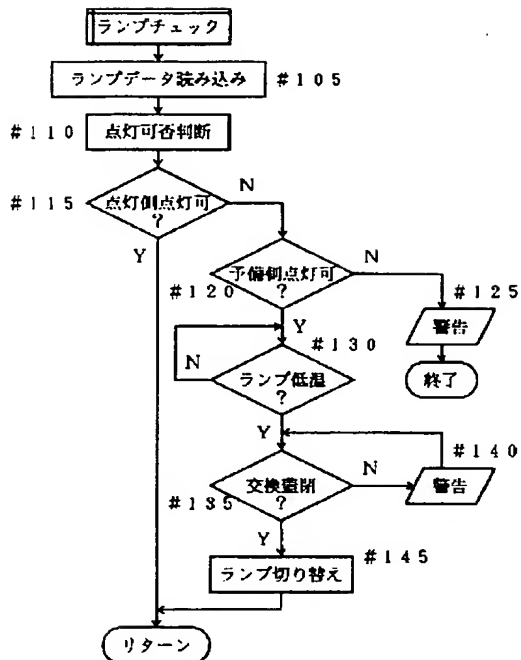 ランプチェック
ランプデータ読み込み #105
#110 点灯可否判断
#115 点灯側点灯可
?
N
Y
予備側点灯可
?
N
#120
Y
#125
警告
終了
#130
N
ランプ低温
?
Y
#140
交換蓋閉
?
N
警告
#135
Y
#145
ランプ切り替え
リターン